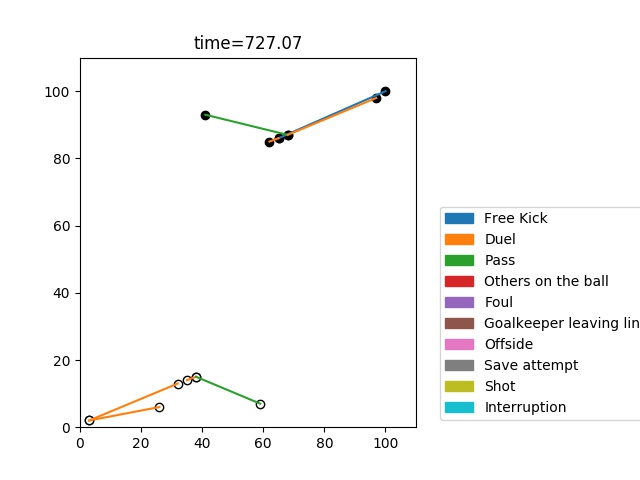 time=727.07
100
80
60
40
20
0
0 20 40 60 80 100
Free Kick
Duel
Pass
Others on the ball
Foul
Goalkeeper leaving lin
Offside
Save attempt
Shot
Interruption